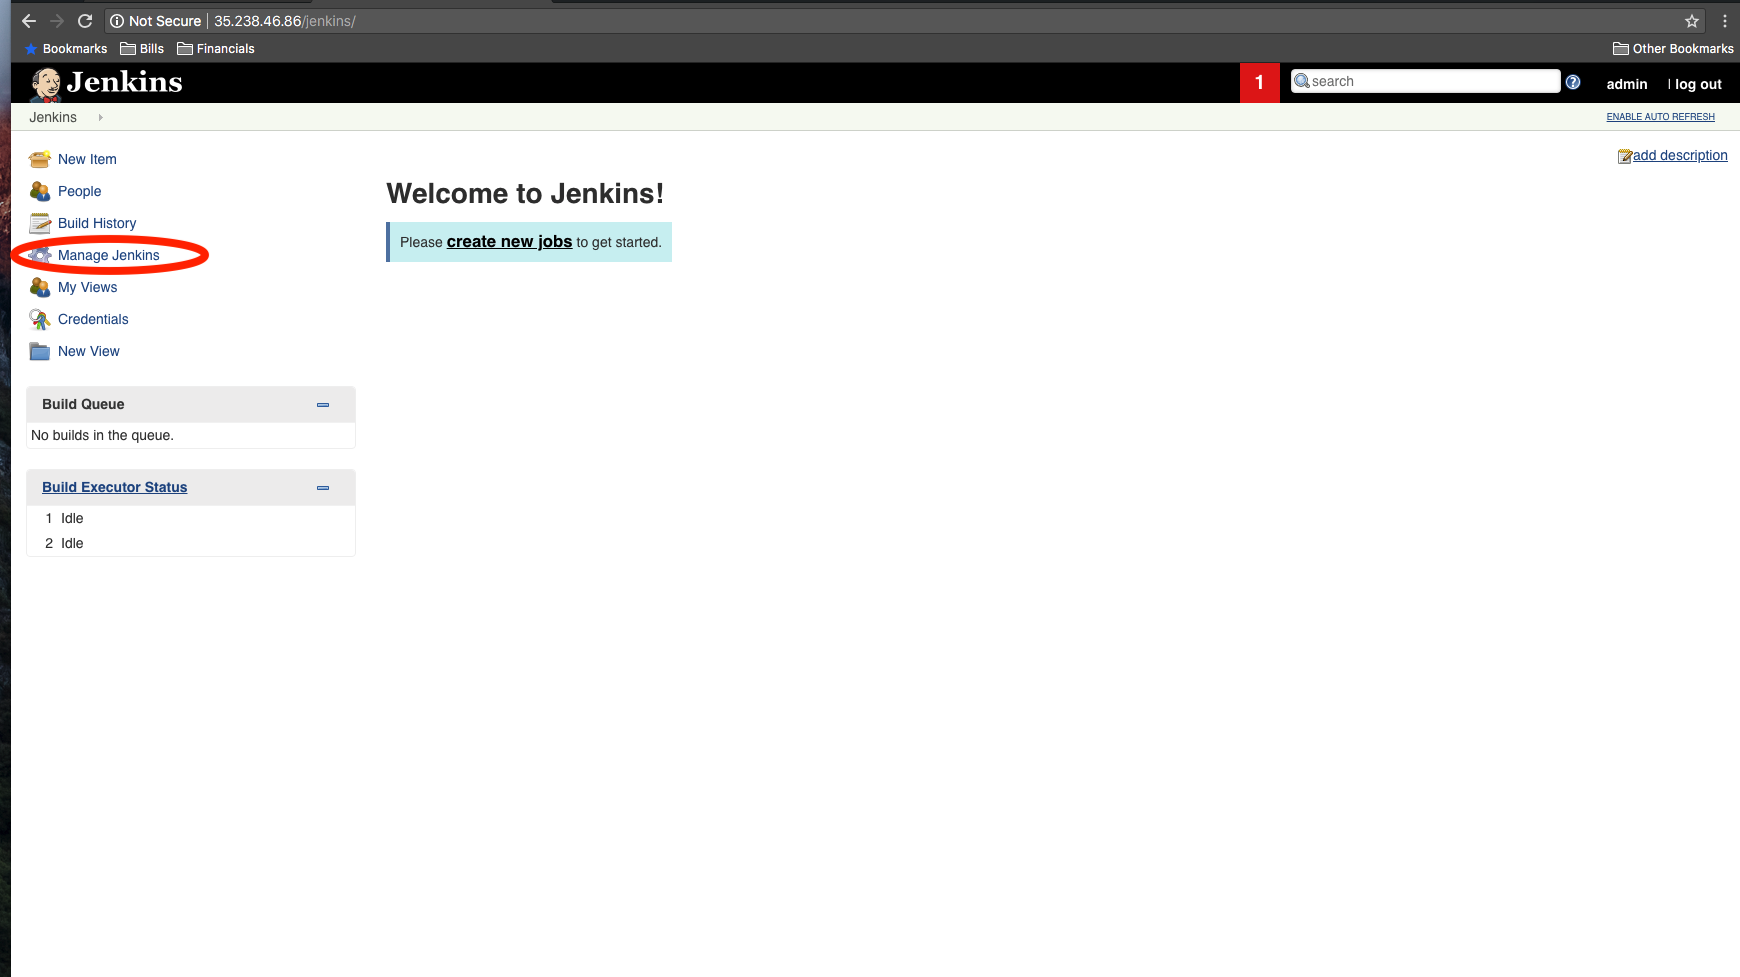 Not Secure | 35.238.46.86/jenkins/
Bookmarks Bills Financials Other Bookmarks
Jenkins 1 search ? admin | log out
Jenkins ENABLE AUTO REFRESH
New Item
People
Build History
Manage Jenkins
My Views
Credentials
New View
add description
Welcome to Jenkins!
Please create new jobs to get started.
Build Queue
No builds in the queue.
Build Executor Status
1 Idle
2 Idle